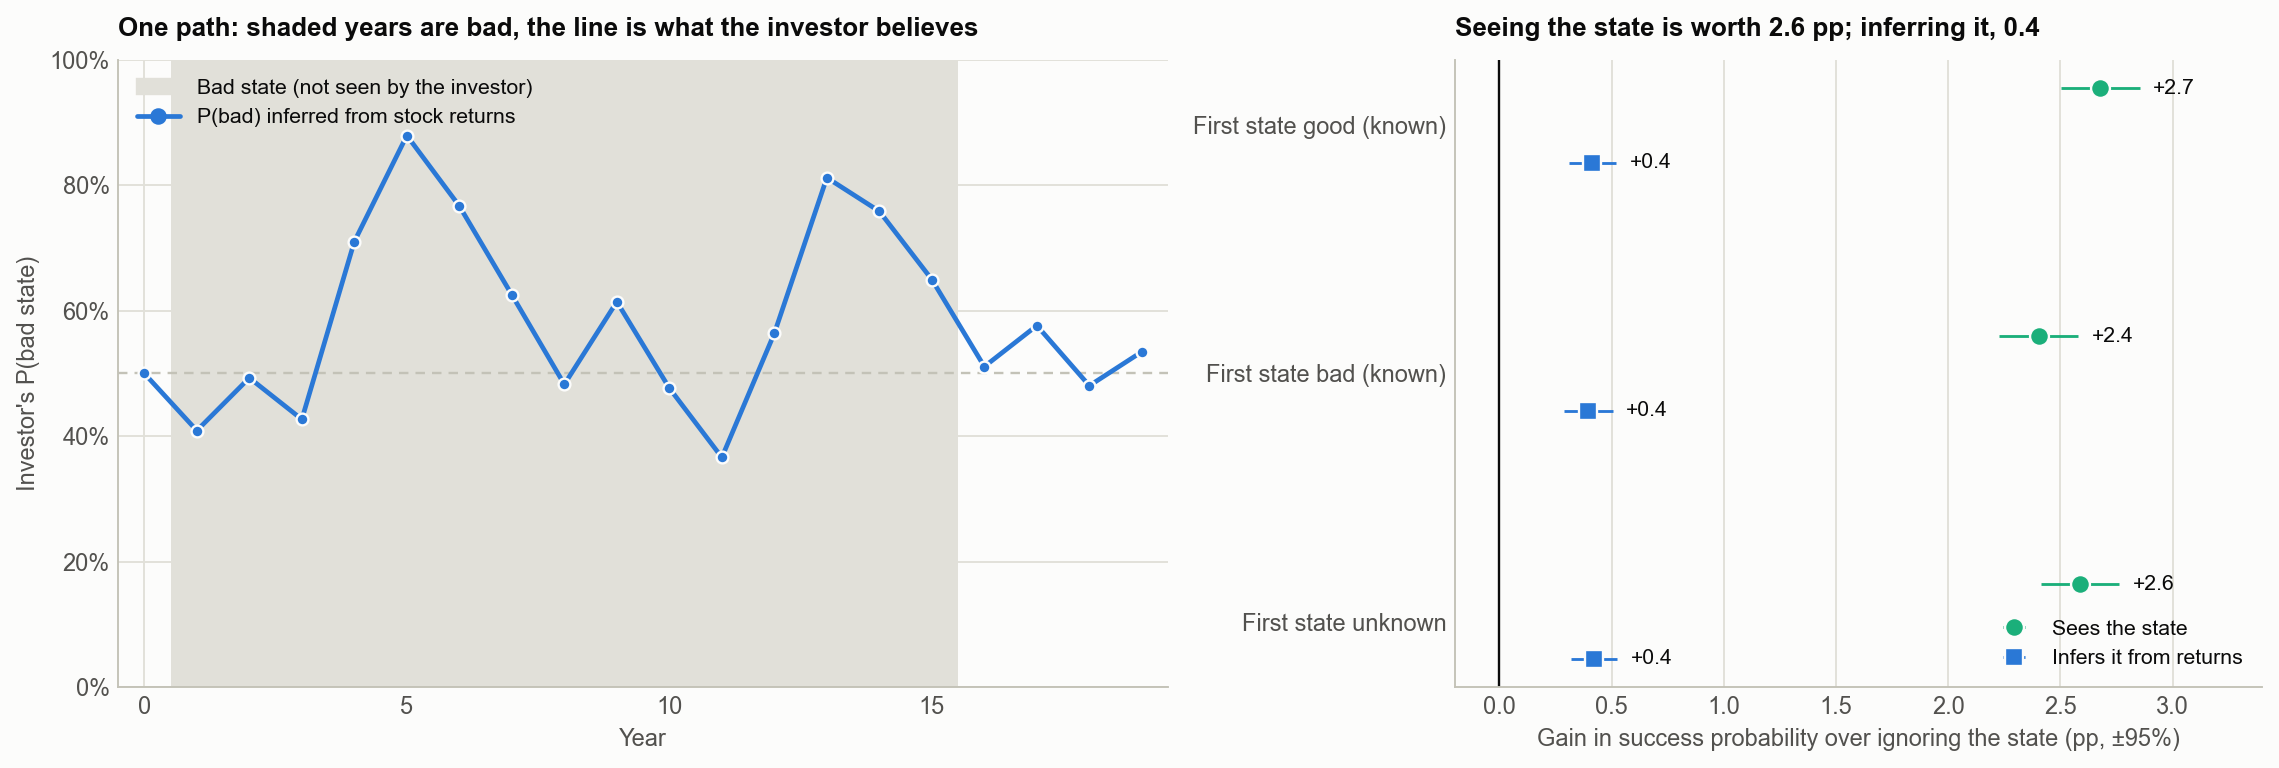 One path: shaded years are bad, the line is what the investor believes
100%
80%
60%
40%
20%
0%
Investor's P(bad state)
Bad state (not seen by the investor)
P(bad) inferred from stock returns
0
5
10
15
Year
Seeing the state is worth 2.6 pp; inferring it, 0.4
First state good (known)
First state bad (known)
First state unknown
+2.7
+0.4
+2.4
+0.4
+2.6
+0.4
Sees the state
Infers it from returns
0.0
0.5
1.0
1.5
2.0
2.5
3.0
Gain in success probability over ignoring the state (pp, ±95%)